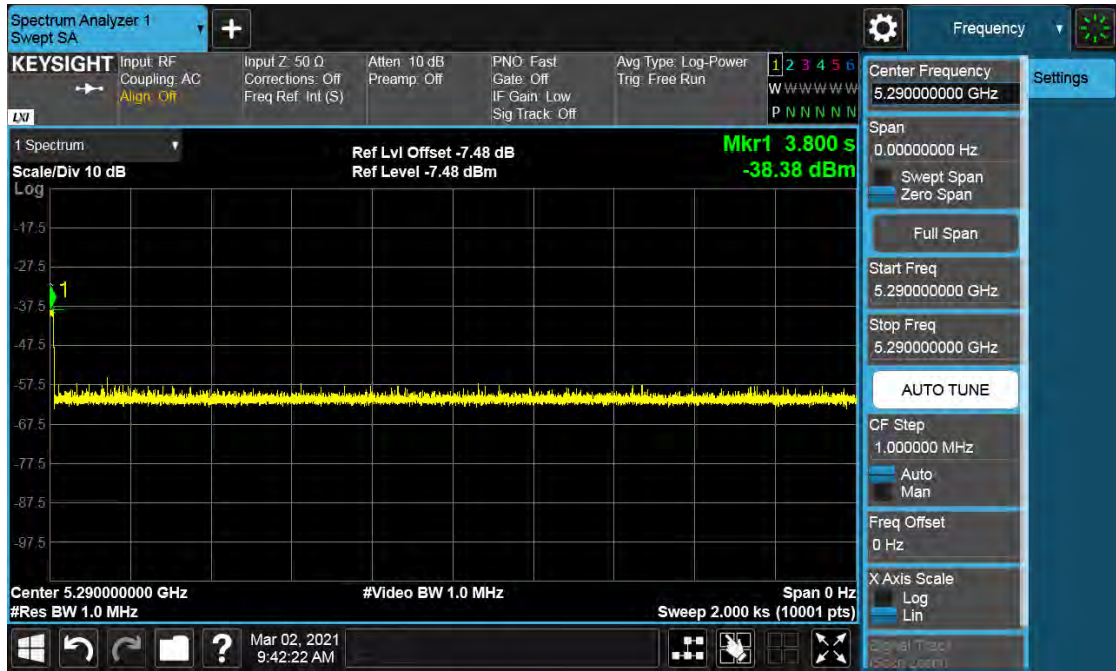 Spectrum Analyzer 1
Swept SA
+
Frequency
KEYSIGHT
LXI
Input: RF
Coupling: AC
Align: Off
Input Z: 50 Ω
Corrections: Off
Freq Ref: Int (S)
Atten: 10 dB
Preamp: Off
PNO: Fast
Gate: Off
IF Gain: Low
Sig Track: Off
Avg Type: Log-Power
Trig: Free Run
1 2 3 4 5 6
W W W W W W
P N N N N N
1 Spectrum
Scale/Div 10 dB
Ref Lvl Offset -7.48 dB
Ref Level -7.48 dBm
Mkr1 3.800 s
-38.38 dBm
Log
-17.5
-27.5
1
-37.5
-47.5
-57.5
-67.5
-77.5
-87.5
-97.5
Center 5.290000000 GHz
#Res BW 1.0 MHz
#Video BW 1.0 MHz
Span 0 Hz
Sweep 2.000 ks (10001 pts)
Center Frequency
5.290000000 GHz
Settings
Span
0.00000000 Hz
Swept Span
Zero Span
Full Span
Start Freq
5.290000000 GHz
Stop Freq
5.290000000 GHz
AUTO TUNE
CF Step
1.000000 MHz
Auto
Man
Freq Offset
0 Hz
X Axis Scale
Log
Lin
Signal Track
(Span Zoom)
?
Mar 02, 2021
9:42:22 AM